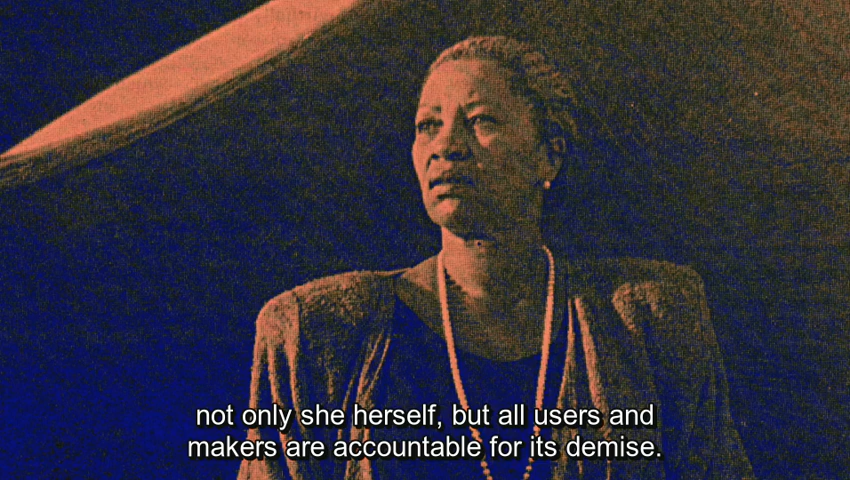 not only she herself, but all users and
makers are accountable for its demise.